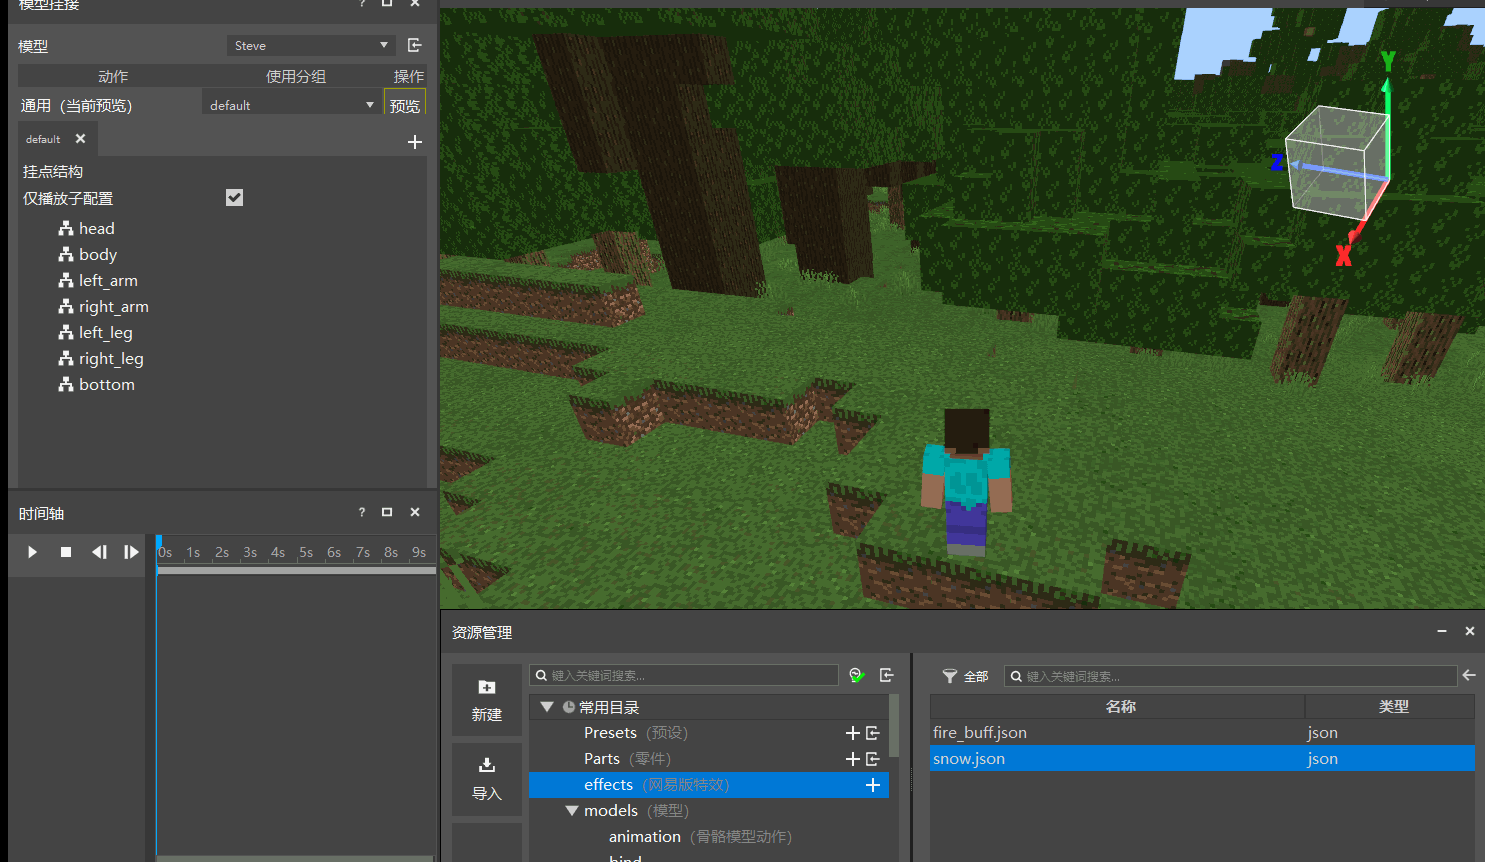 模型挂接
?
模型
Steve
动作
使用分组
操作
通用 (当前预览)
default
预览
default
挂点结构
仅播放子配置
head
body
left_arm
right_arm
left_leg
right_leg
bottom
Y
Z
X
时间轴
?
0s 1s 2s 3s 4s 5s 6s 7s 8s 9s
资源管理
新建
导入
键入关键词搜索...
常用目录
Presets (预设)
Parts (零件)
effects (网易版特效)
models (模型)
animation (骨骼模型动作)
bind
全部
键入关键词搜索...
名称
类型
fire_buff.json
json
snow.json
json